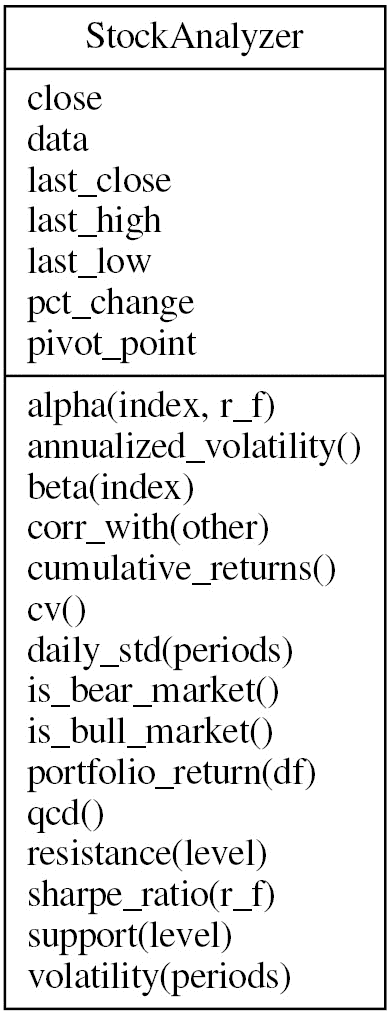 StockAnalyzer
close
data
last_close
last_high
last_low
pct_change
pivot_point
alpha(index, r_f)
annualized_volatility()
beta(index)
corr_with(other)
cumulative_returns()
cv()
daily_std(periods)
is_bear_market()
is_bull_market()
portfolio_return(df)
qcd()
resistance(level)
sharpe_ratio(r_f)
support(level)
volatility(periods)